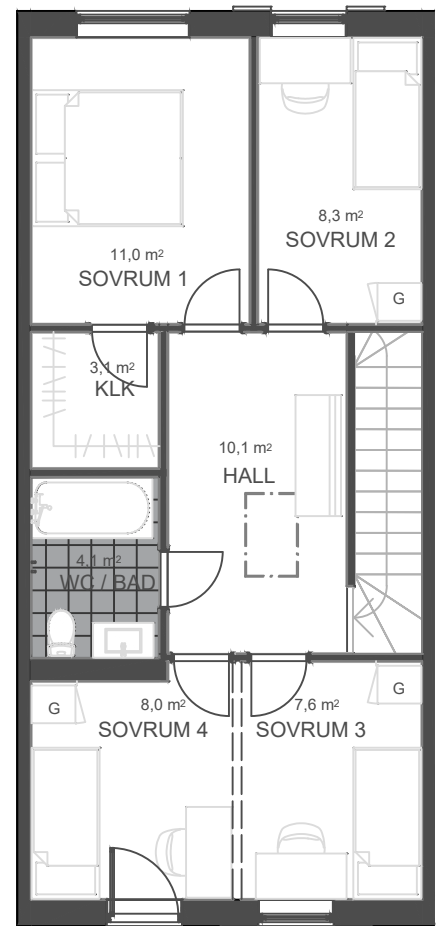 11,0 m²
SOVRUM 1
8,3 m²
SOVRUM 2
G
3,1 m²
KLK
10,1 m²
HALL
4,1 m²
WC / BAD
G
8,0 m²
SOVRUM 4
7,6 m²
SOVRUM 3
G